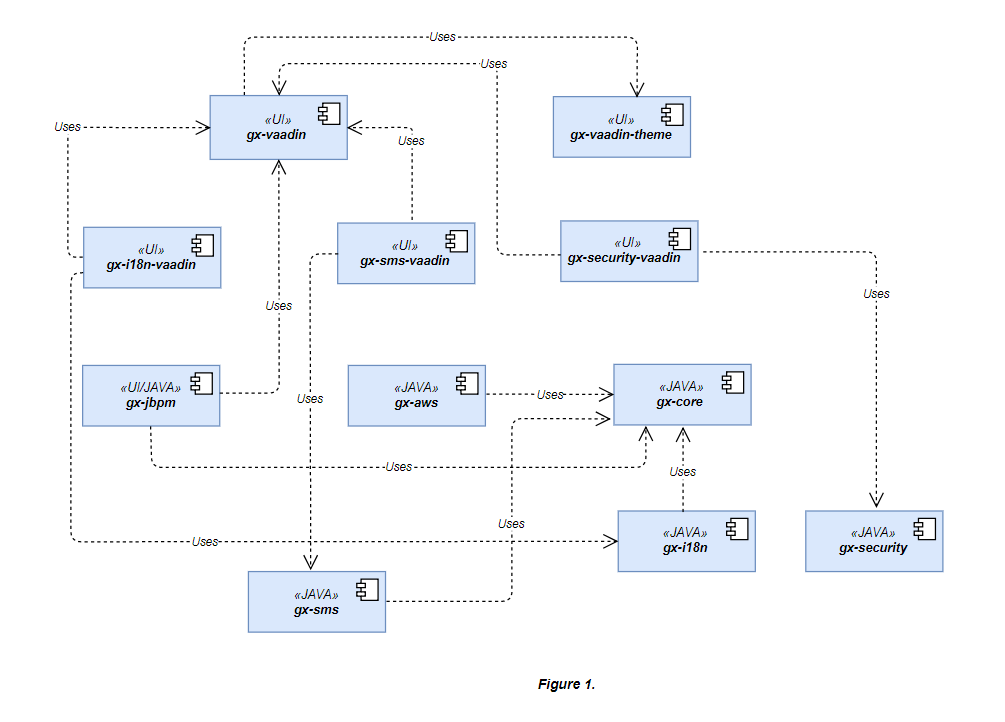 Uses
Uses
«UI»
gx-vaadin
«UI»
gx-vaadin-theme
Uses
Uses
«UI»
gx-i18n-vaadin
«UI»
gx-sms-vaadin
«UI»
gx-security-vaadin
Uses
Uses
«UI/JAVA»
gx-jbpm
«JAVA»
gx-aws
Uses
«JAVA»
gx-core
Uses
Uses
Uses
Uses
Uses
«JAVA»
gx-i18n
«JAVA»
gx-security
«JAVA»
gx-sms
Figure 1.